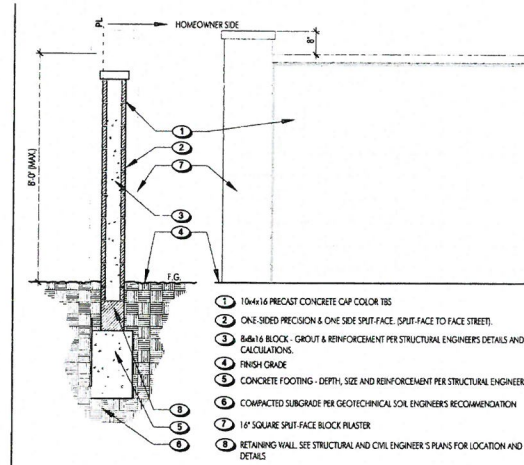 PL
HOMEOWNER SIDE
8"
8'-0" (MAX.)
1
2
7
3
4
F.G.
8
5
6
1 10x4x16 PRECAST CONCRETE CAP COLOR TBS
2 ONE-SIDED PRECISION & ONE SIDE SPLIT-FACE. (SPLIT-FACE TO FACE STREET).
3 8x8x16 BLOCK - GROUT & REINFORCEMENT PER STRUCTURAL ENGINEER'S DETAILS AND
CALCULATIONS.
4 FINISH GRADE
5 CONCRETE FOOTING - DEPTH, SIZE AND REINFORCEMENT PER STRUCTURAL ENGINEER
6 COMPACTED SUBGRADE PER GEOTECHNICAL SOIL ENGINEER'S RECOMMENDATION
7 16" SQUARE SPLIT-FACE BLOCK PILASTER
8 RETAINING WALL. SEE STRUCTURAL AND CIVIL ENGINEER'S PLANS FOR LOCATION AND
DETAILS